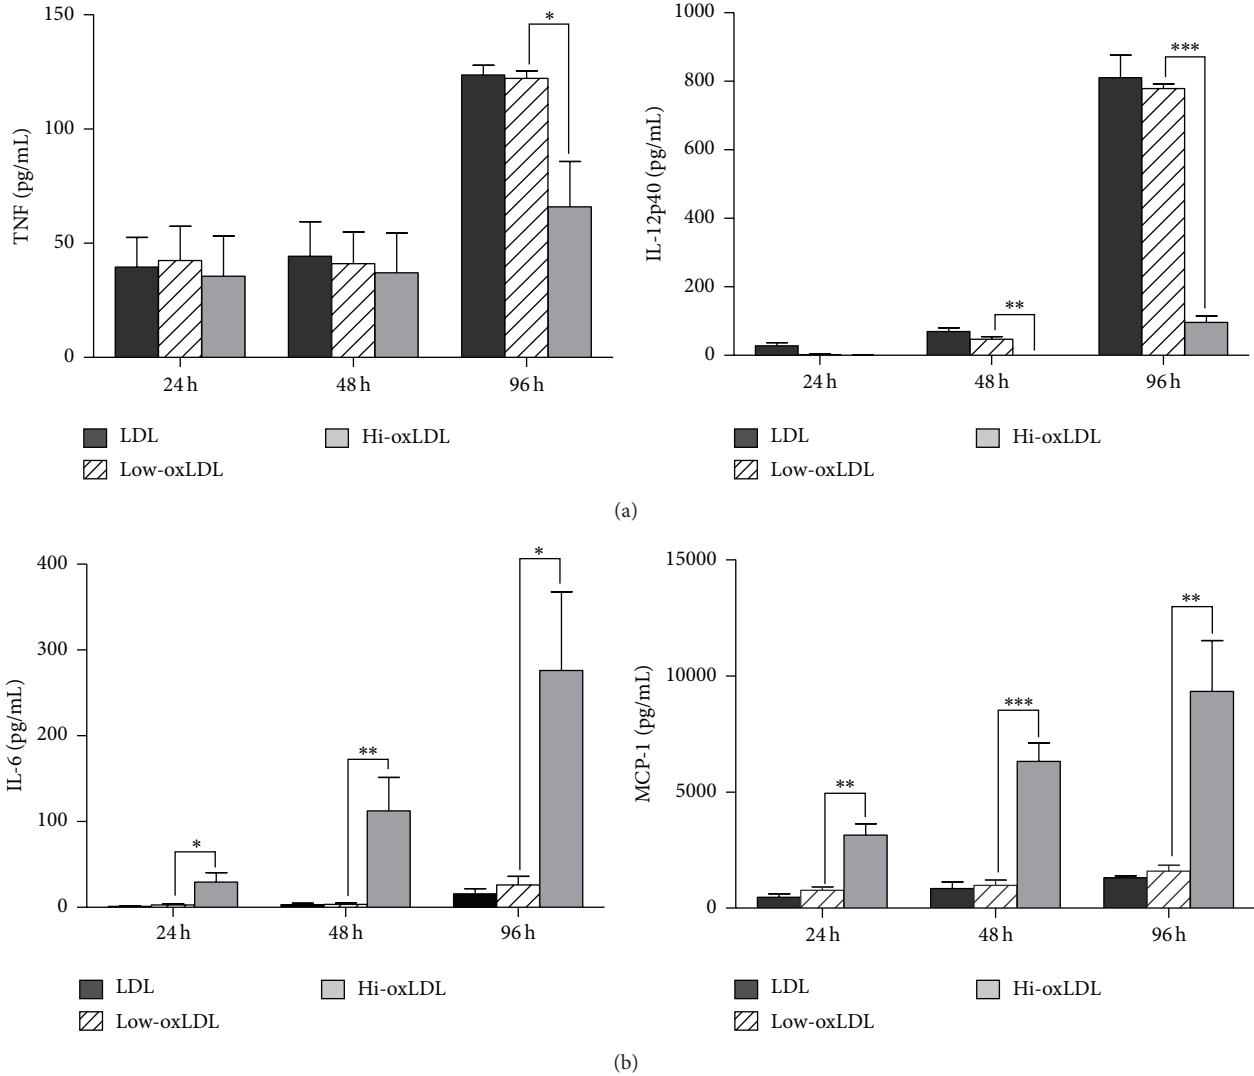 150
100
50
0
TNF (pg/mL)
*
24 h 48 h 96 h
LDL Hi-oxLDL
Low-oxLDL
1000
800
600
400
200
0
IL-12p40 (pg/mL)
**
***
24 h 48 h 96 h
LDL Hi-oxLDL
Low-oxLDL
(a)
400
300
200
100
0
IL-6 (pg/mL)
*
**
*
24 h 48 h 96 h
LDL Hi-oxLDL
Low-oxLDL
15000
10000
5000
0
MCP-1 (pg/mL)
**
***
**
24 h 48 h 96 h
LDL Hi-oxLDL
Low-oxLDL
(b)